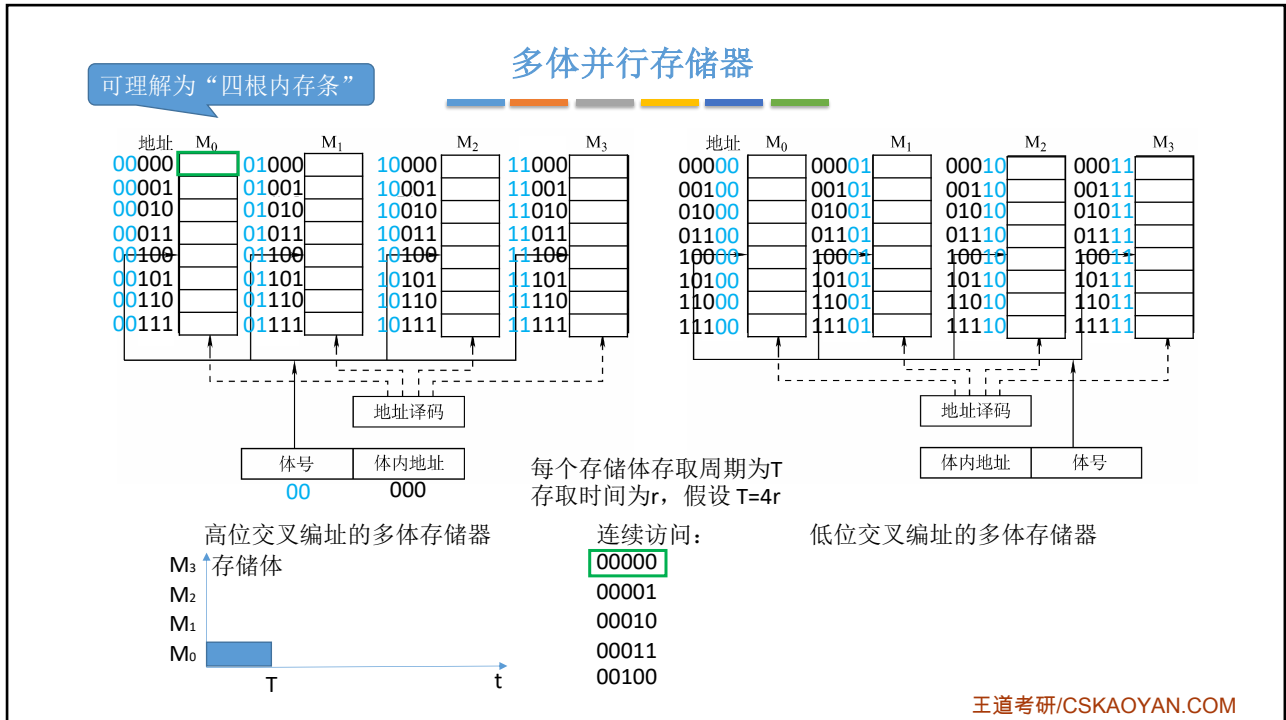 多体并行存储器
可理解为“四根内存条”
地址 M0 M1 M2 M3
00000 01000 10000 11000
00001 01001 10001 11001
00010 01010 10010 11010
00011 01011 10011 11011
00100 01100 10100 11100
00101 01101 10101 11101
00110 01110 10110 11110
00111 01111 10111 11111
地址译码
体号 体内地址
00 000
高位交叉编址的多体存储器
地址 M0 M1 M2 M3
00000 00001 00010 00011
00100 00101 00110 00111
01000 01001 01010 01011
01100 01101 01110 01111
10000 10001 10010 10011
10100 10101 10110 10111
11000 11001 11010 11011
11100 11101 11110 11111
地址译码
体内地址 体号
低位交叉编址的多体存储器
每个存储体存取周期为T
存取时间为r，假设 T=4r
连续访问：
00000
00001
00010
00011
00100
存储体
M3
M2
M1
M0
T t
王道考研/CSKAOYAN.COM